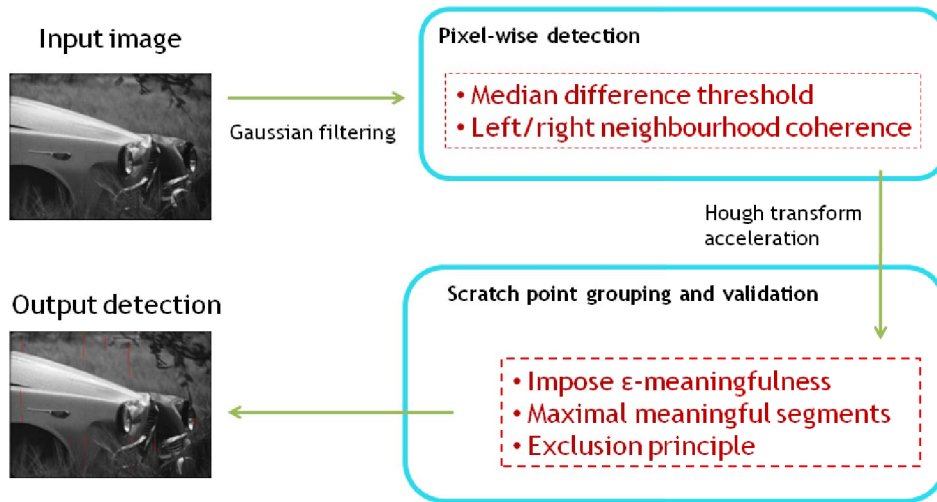 Input image
Gaussian filtering
Pixel-wise detection
• Median difference threshold
• Left/right neighbourhood coherence
Hough transform
acceleration
Scratch point grouping and validation
• Impose ε-meaningfulness
• Maximal meaningful segments
• Exclusion principle
Output detection